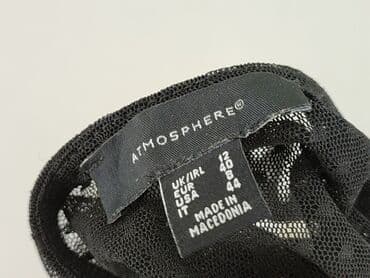 ATMOSPHERE®
UK/IRL 12
EUR 40
USA 8
IT 44
MADE IN
MACEDONIA